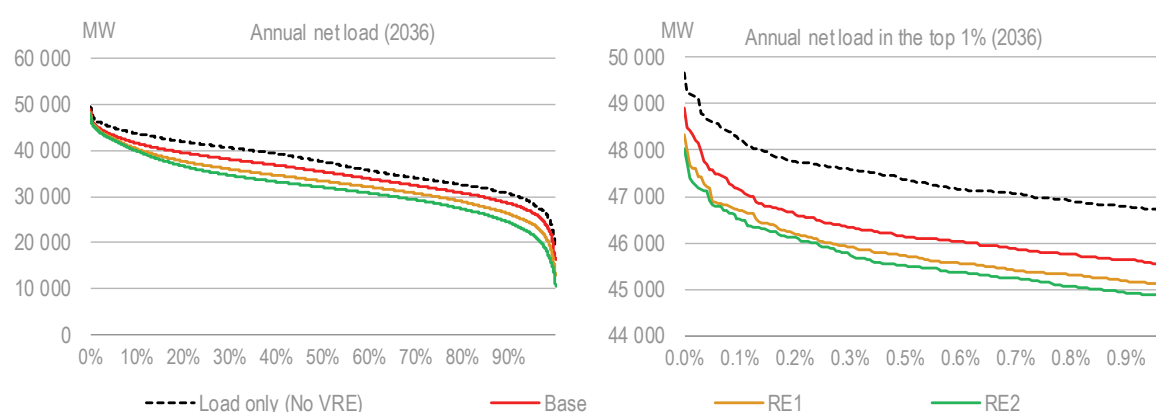 MW
Annual net load (2036)
60 000
50 000
40 000
30 000
20 000
10 000
0
0% 10% 20% 30% 40% 50% 60% 70% 80% 90%
MW
Annual net load in the top 1% (2036)
50 000
49 000
48 000
47 000
46 000
45 000
44 000
0.0% 0.1% 0.2% 0.3% 0.5% 0.6% 0.7% 0.8% 0.9%
Load only (No VRE) Base RE1 RE2